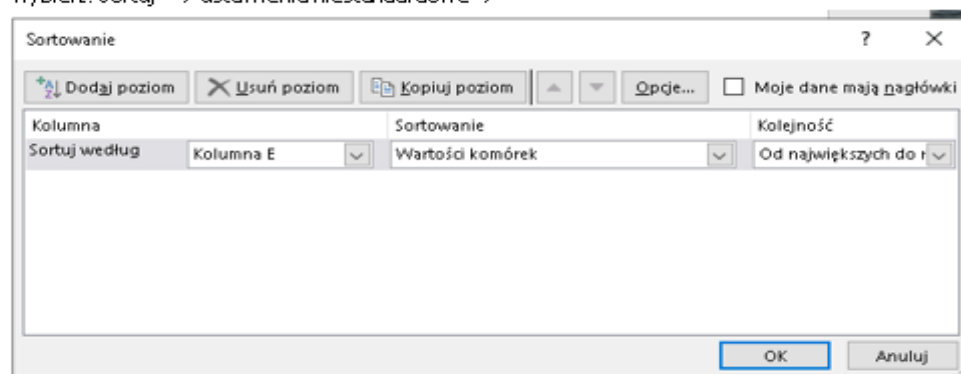 Sortowanie ? ×
Dodaj poziom Usuń poziom Kopiuj poziom Opcje... Moje dane mają nagłówki
Kolumna Sortowanie Kolejność
Sortuj według Kolumna E Wartości komórek Od największych do
OK Anuluj